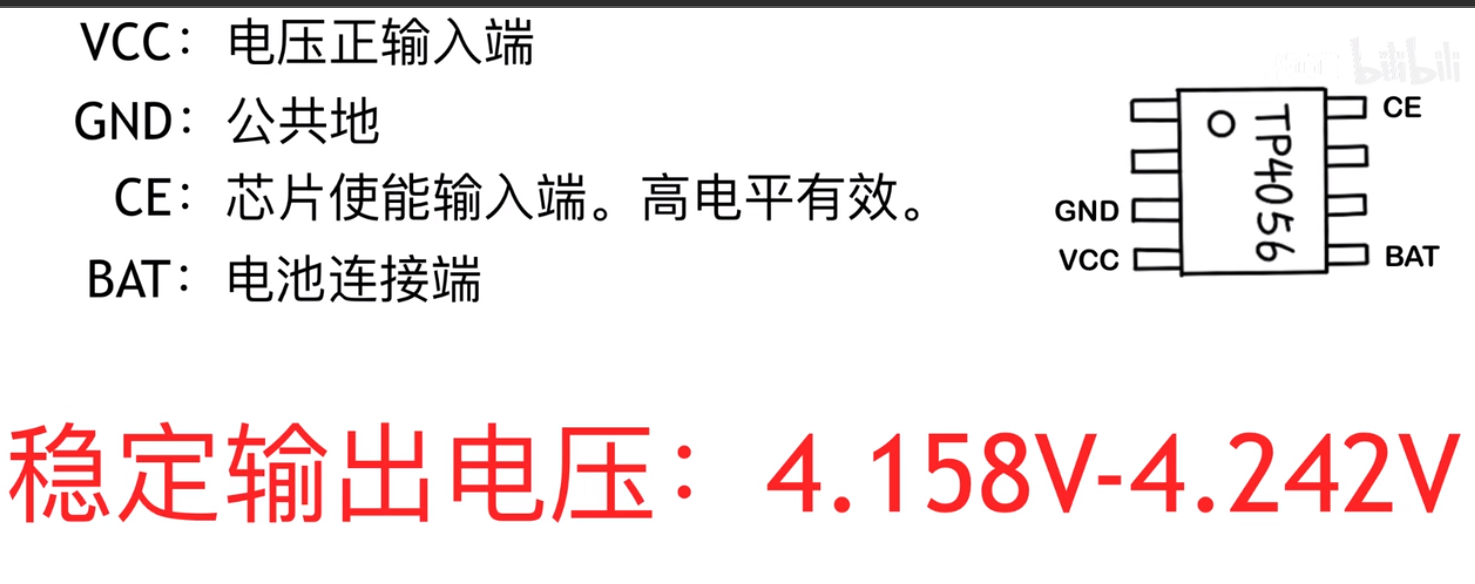 VCC：电压正输入端
GND：公共地
CE：芯片使能输入端。高电平有效。
BAT：电池连接端
bilibili
CE
TP4056
GND
VCC
BAT
稳定输出电压：4.158V-4.242V